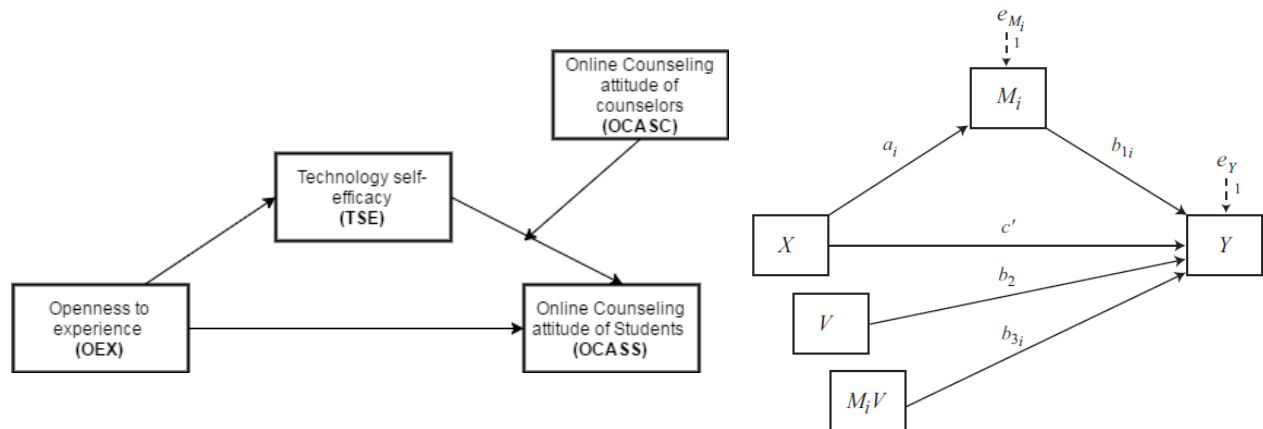 Online Counseling
attitude of
counselors
(OCASC)
Technology self-
efficacy
(TSE)
Openness to
experience
(OEX)
Online Counseling
attitude of Students
(OCASS)
e_{M_i}
1
M_i
a_i
b_{1i}
e_Y
1
X
c′
Y
b_2
V
b_{3i}
M_iV